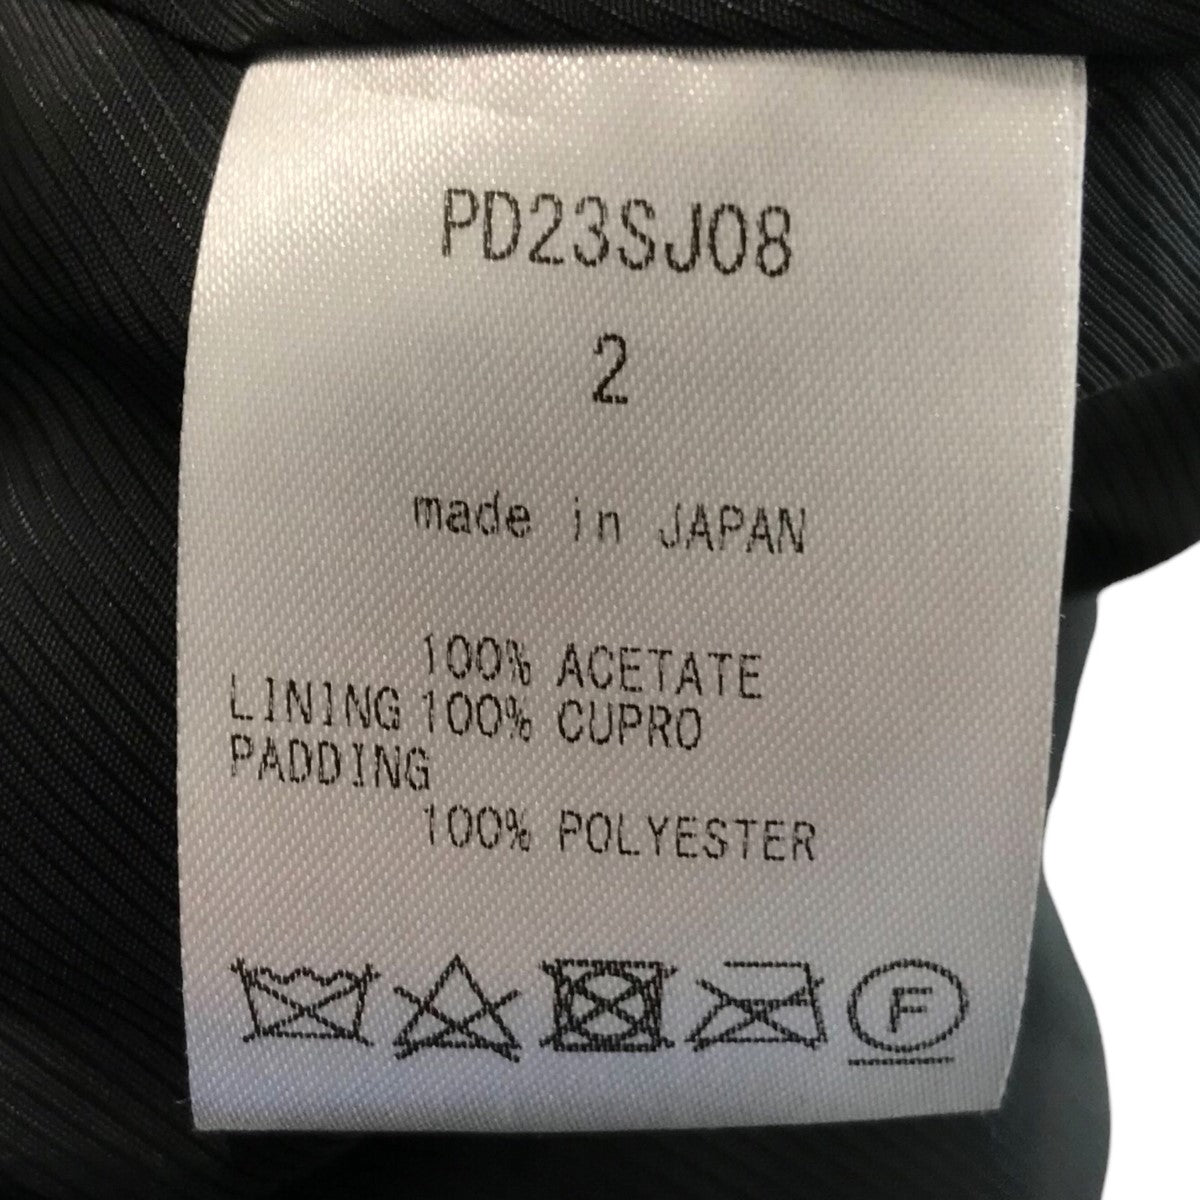 PD23SJ08
2
made in JAPAN
100% ACETATE
LINING 100% CUPRO
PADDING
100% POLYESTER
F